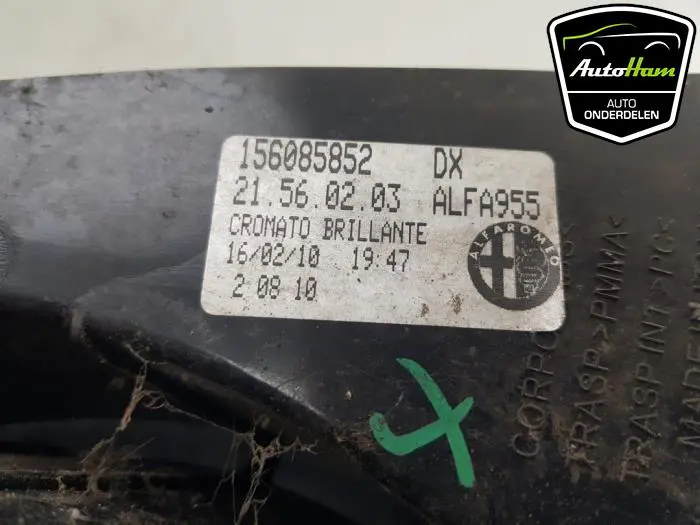 AutoHam
AUTO
ONDERDELEN
156085852 DX
21.56.02.03 ALFA955
CROMATO BRILLANTE
16/02/10 19:47
2 08 10
ALFA ROMEO
TRASP.>PMMA<
TRASP INT >PC<